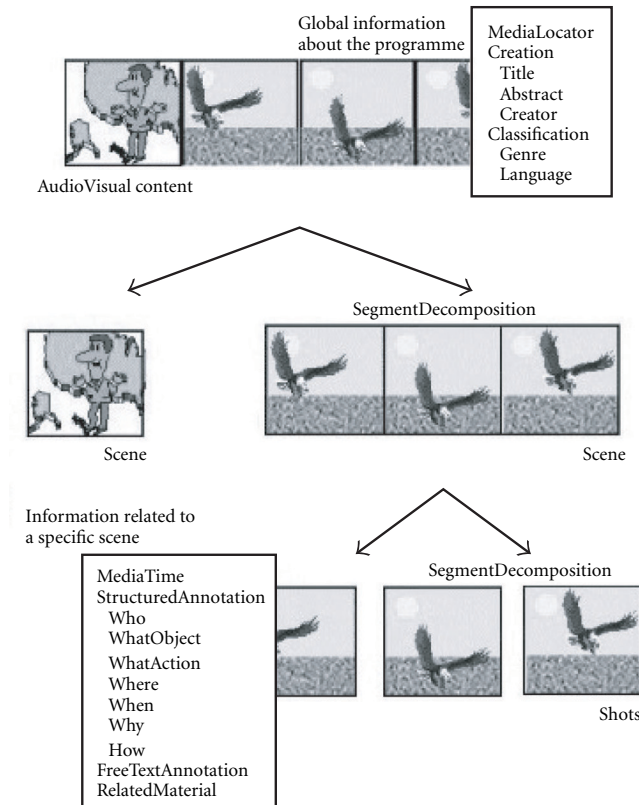 Global information
about the programme
MediaLocator
Creation
Title
Abstract
Creator
Classification
Genre
Language
AudioVisual content
SegmentDecomposition
Scene
Scene
Information related to
a specific scene
MediaTime
StructuredAnnotation
Who
WhatObject
WhatAction
Where
When
Why
How
FreeTextAnnotation
RelatedMaterial
SegmentDecomposition
Shots